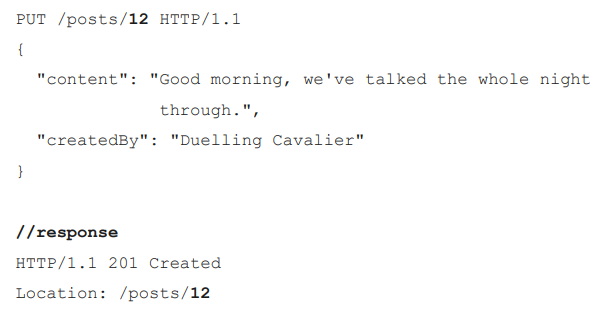 PUT /posts/12 HTTP/1.1
{
"content": "Good morning, we've talked the whole night
through.",
"createdBy": "Duelling Cavalier"
}
//response
HTTP/1.1 201 Created
Location: /posts/12